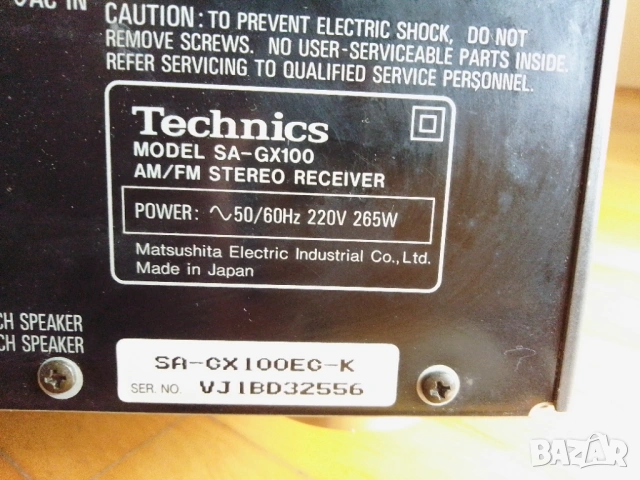 AC IN
CAUTION: TO PREVENT ELECTRIC SHOCK, DO NOT
REMOVE SCREWS. NO USER-SERVICEABLE PARTS INSIDE.
REFER SERVICING TO QUALIFIED SERVICE PERSONNEL.
Technics
MODEL SA-GX100
AM/FM STEREO RECEIVER
POWER: ∿50/60Hz 220V 265W
Matsushita Electric Industrial Co., Ltd.
Made in Japan
CH SPEAKER
CH SPEAKER
SA-GX100EG-K
SER. NO. VJ1BD32556
BAZAR